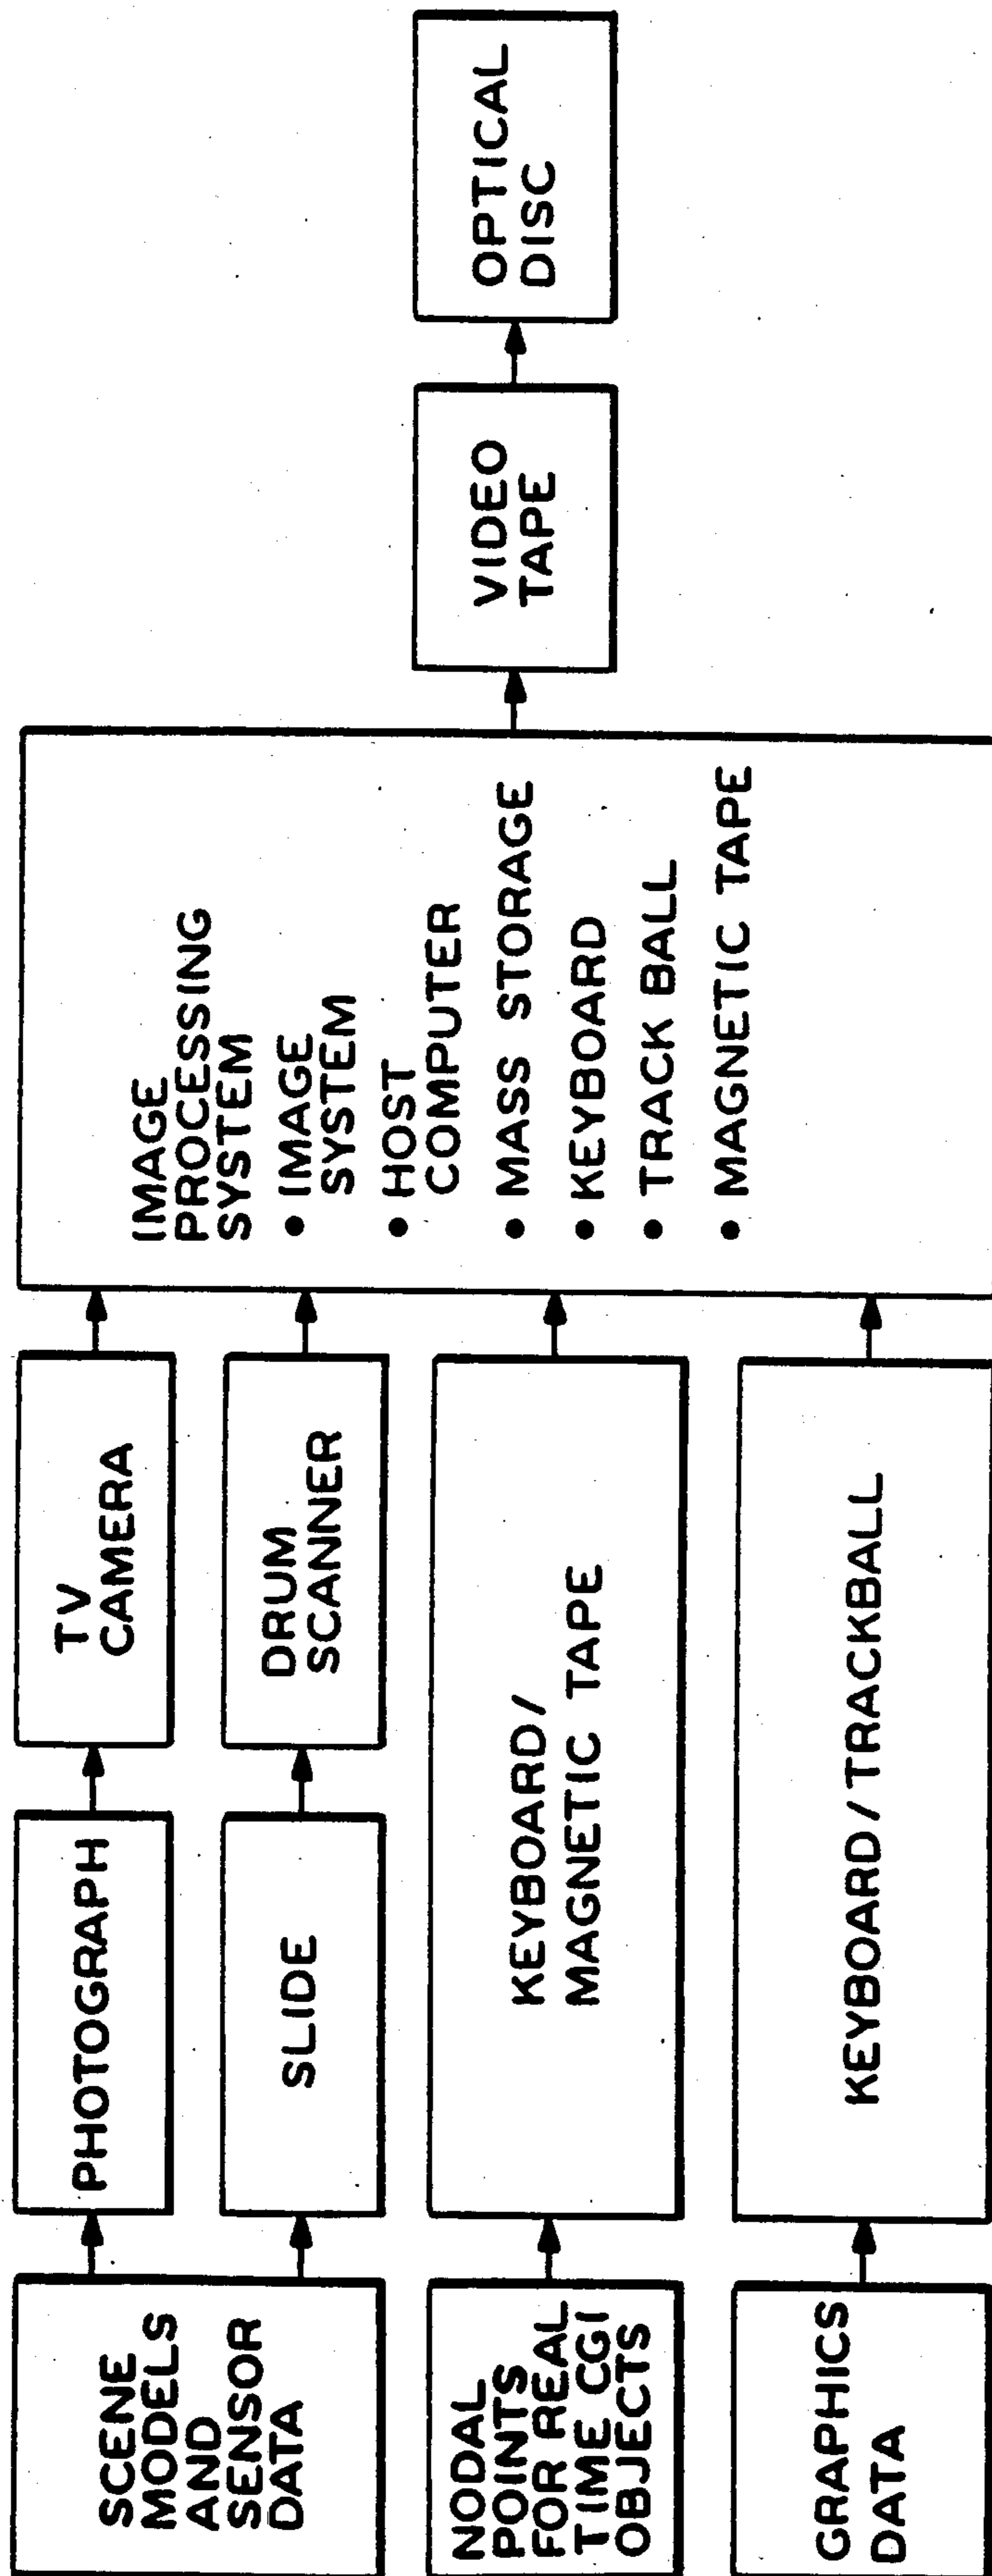 SCENE
MODELS
AND
SENSOR
DATA
PHOTOGRAPH
TV
CAMERA
SLIDE
DRUM
SCANNER
NODAL
POINTS
FOR REAL
TIME CGI
OBJECTS
KEYBOARD/
MAGNETIC TAPE
GRAPHICS
DATA
KEYBOARD/TRACKBALL
IMAGE
PROCESSING
SYSTEM
• IMAGE
SYSTEM
• HOST
COMPUTER
• MASS STORAGE
• KEYBOARD
• TRACK BALL
• MAGNETIC TAPE
VIDEO
TAPE
OPTICAL
DISC